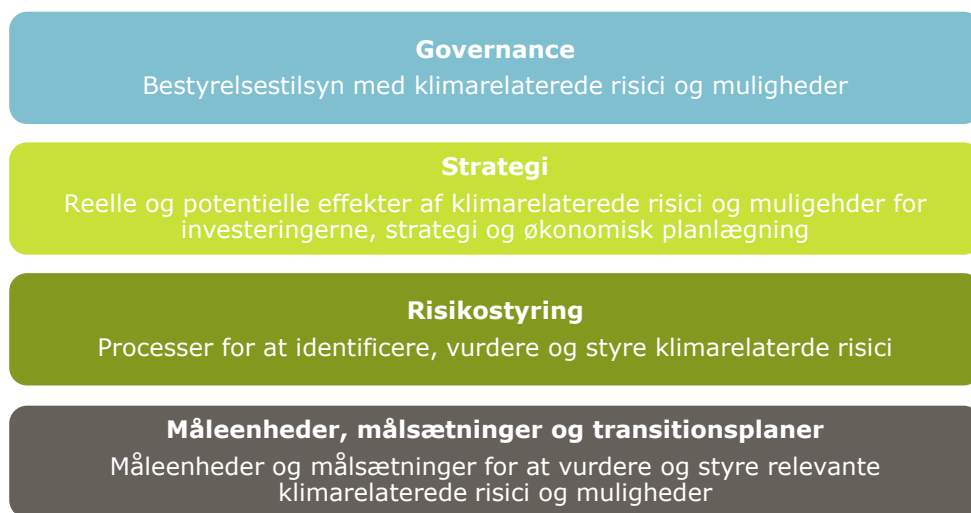 Governance
Bestyrelsestilsyn med klimarelaterede risici og muligheder
Strategi
Reelle og potentielle effekter af klimarelaterede risici og muligehder for
investeringerne, strategi og økonomisk planlægning
Risikostyring
Processer for at identificere, vurdere og styre klimarelaterde risici
Måleenheder, målsætninger og transitionsplaner
Måleenheder og målsætninger for at vurdere og styre relevante
klimarelaterede risici og muligheder